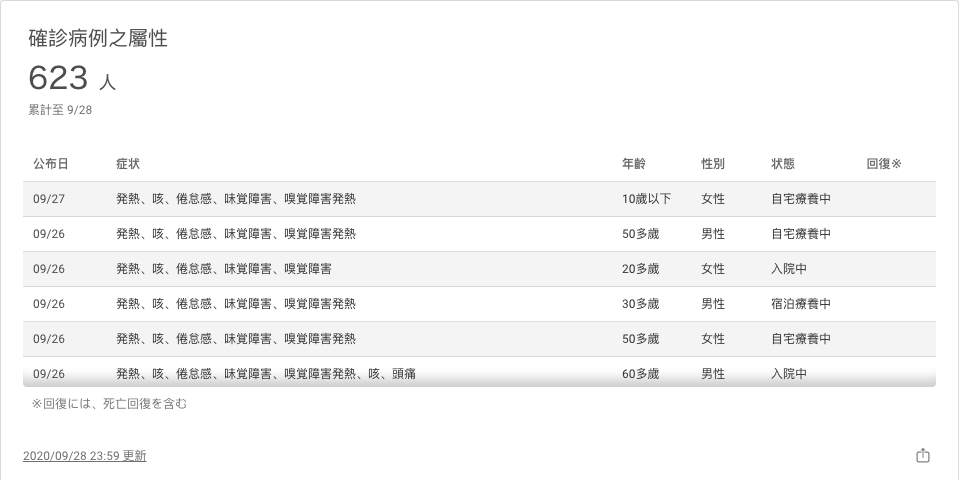 確診病例之屬性
623 人
累計至 9/28
公布日 症状 年齢 性別 状態 回復※
09/27 発熱、咳、倦怠感、味覚障害、嗅覚障害発熱 10歲以下 女性 自宅療養中
09/26 発熱、咳、倦怠感、味覚障害、嗅覚障害発熱 50多歲 男性 自宅療養中
09/26 発熱、咳、倦怠感、味覚障害、嗅覚障害 20多歲 女性 入院中
09/26 発熱、咳、倦怠感、味覚障害、嗅覚障害発熱 30多歲 男性 宿泊療養中
09/26 発熱、咳、倦怠感、味覚障害、嗅覚障害発熱 50多歲 女性 自宅療養中
09/26 発熱、咳、倦怠感、味覚障害、嗅覚障害発熱、咳、頭痛 60多歲 男性 入院中
※回復には、死亡回復を含む
2020/09/28 23:59 更新